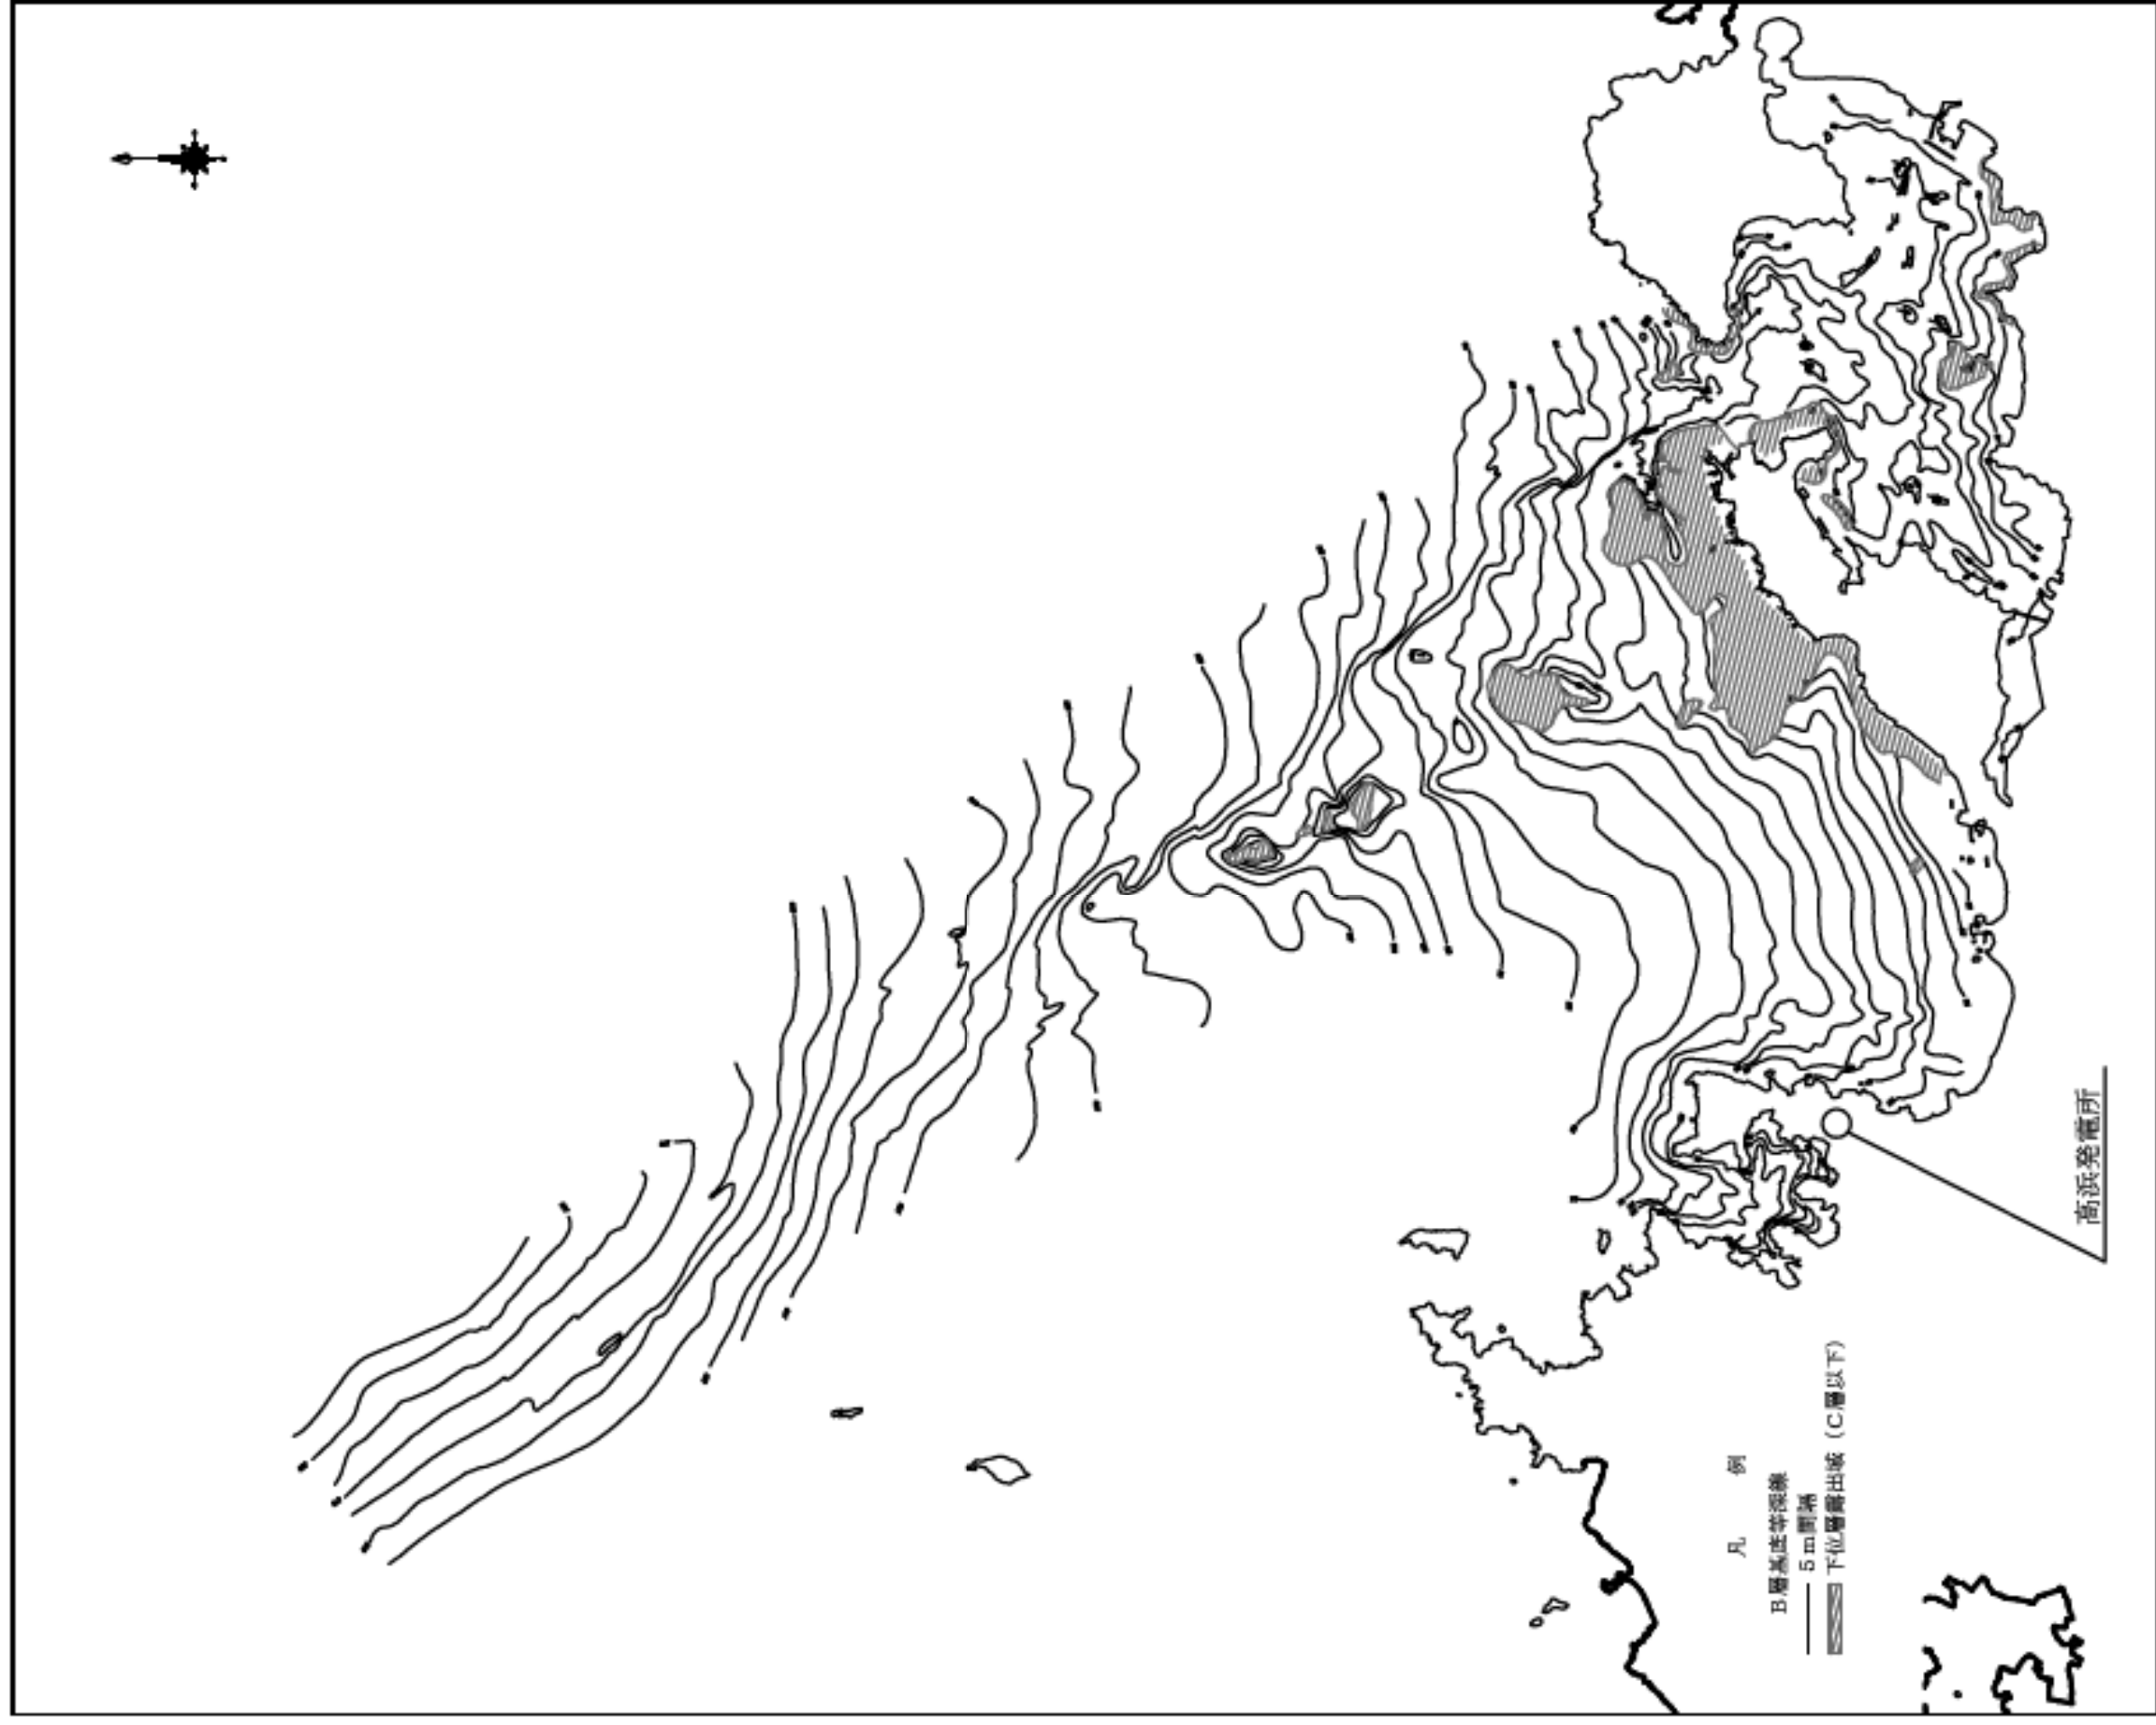 高浜発電所
凡 例
B層基底等深線
5m間隔
下位層露出域（C層以下）